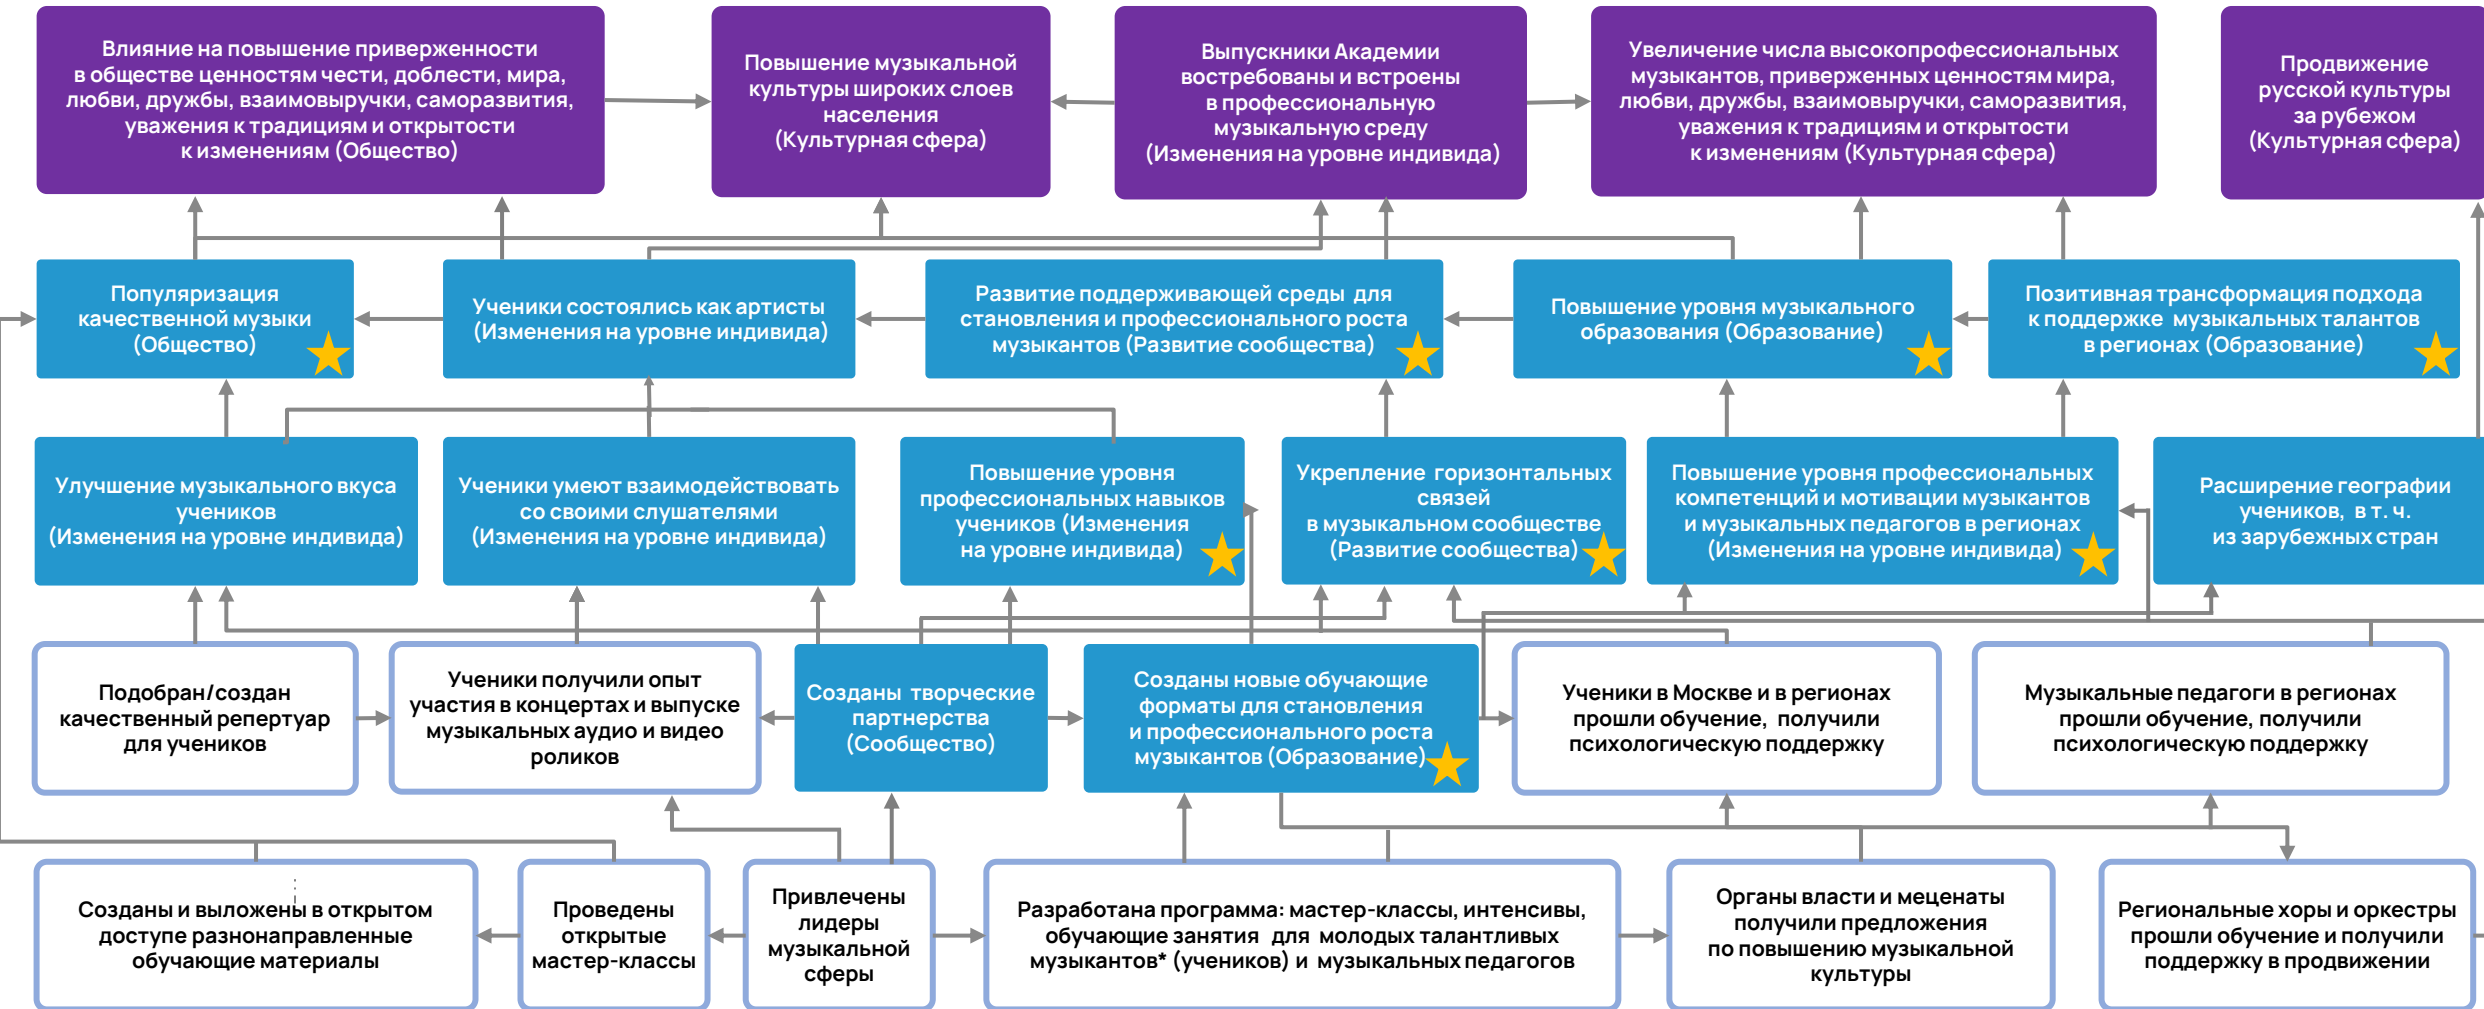 Влияние на повышение приверженности
в обществе ценностям чести, доблести, мира,
любви, дружбы, взаимовыручки, саморазвития,
уважения к традициям и открытости
к изменениям (Общество)
Повышение музыкальной
культуры широких слоев
населения
(Культурная сфера)
Выпускники Академии
востребованы и встроены
в профессиональную
музыкальную среду
(Изменения на уровне индивида)
Увеличение числа высокопрофессиональных
музыкантов, приверженных ценностям мира,
любви, дружбы, взаимовыручки, саморазвития,
уважения к традициям и открытости
к изменениям (Культурная сфера)
Продвижение
русской культуры
за рубежом
(Культурная сфера)
Популяризация
качественной музыки
(Общество)
Ученики состоялись как артисты
(Изменения на уровне индивида)
Развитие поддерживающей среды для
становления и профессионального роста
музыкантов (Развитие сообщества)
Повышение уровня музыкального
образования (Образование)
Позитивная трансформация подхода
к поддержке музыкальных талантов
в регионах (Образование)
Улучшение музыкального вкуса
учеников
(Изменения на уровне индивида)
Ученики умеют взаимодействовать
со своими слушателями
(Изменения на уровне индивида)
Повышение уровня
профессиональных навыков
учеников (Изменения
на уровне индивида)
Укрепление горизонтальных
связей
в музыкальном сообществе
(Развитие сообщества)
Повышение уровня профессиональных
компетенций и мотивации музыкантов
и музыкальных педагогов в регионах
(Изменения на уровне индивида)
Расширение географии
учеников, в т. ч.
из зарубежных стран
Подобран/создан
качественный репертуар
для учеников
Ученики получили опыт
участия в концертах и выпуске
музыкальных аудио и видео
роликов
Созданы творческие
партнерства
(Сообщество)
Созданы новые обучающие
форматы для становления
и профессионального роста
музыкантов (Образование)
Ученики в Москве и в регионах
прошли обучение, получили
психологическую поддержку
Музыкальные педагоги в регионах
прошли обучение, получили
психологическую поддержку
Созданы и выложены в открытом
доступе разнонаправленные
обучающие материалы
Проведены
открытые
мастер-классы
Привлечены
лидеры
музыкальной
сферы
Разработана программа: мастер-классы, интенсивы,
обучающие занятия для молодых талантливых
музыкантов* (учеников) и музыкальных педагогов
Органы власти и меценаты
получили предложения
по повышению музыкальной
культуры
Региональные хоры и оркестры
прошли обучение и получили
поддержку в продвижении